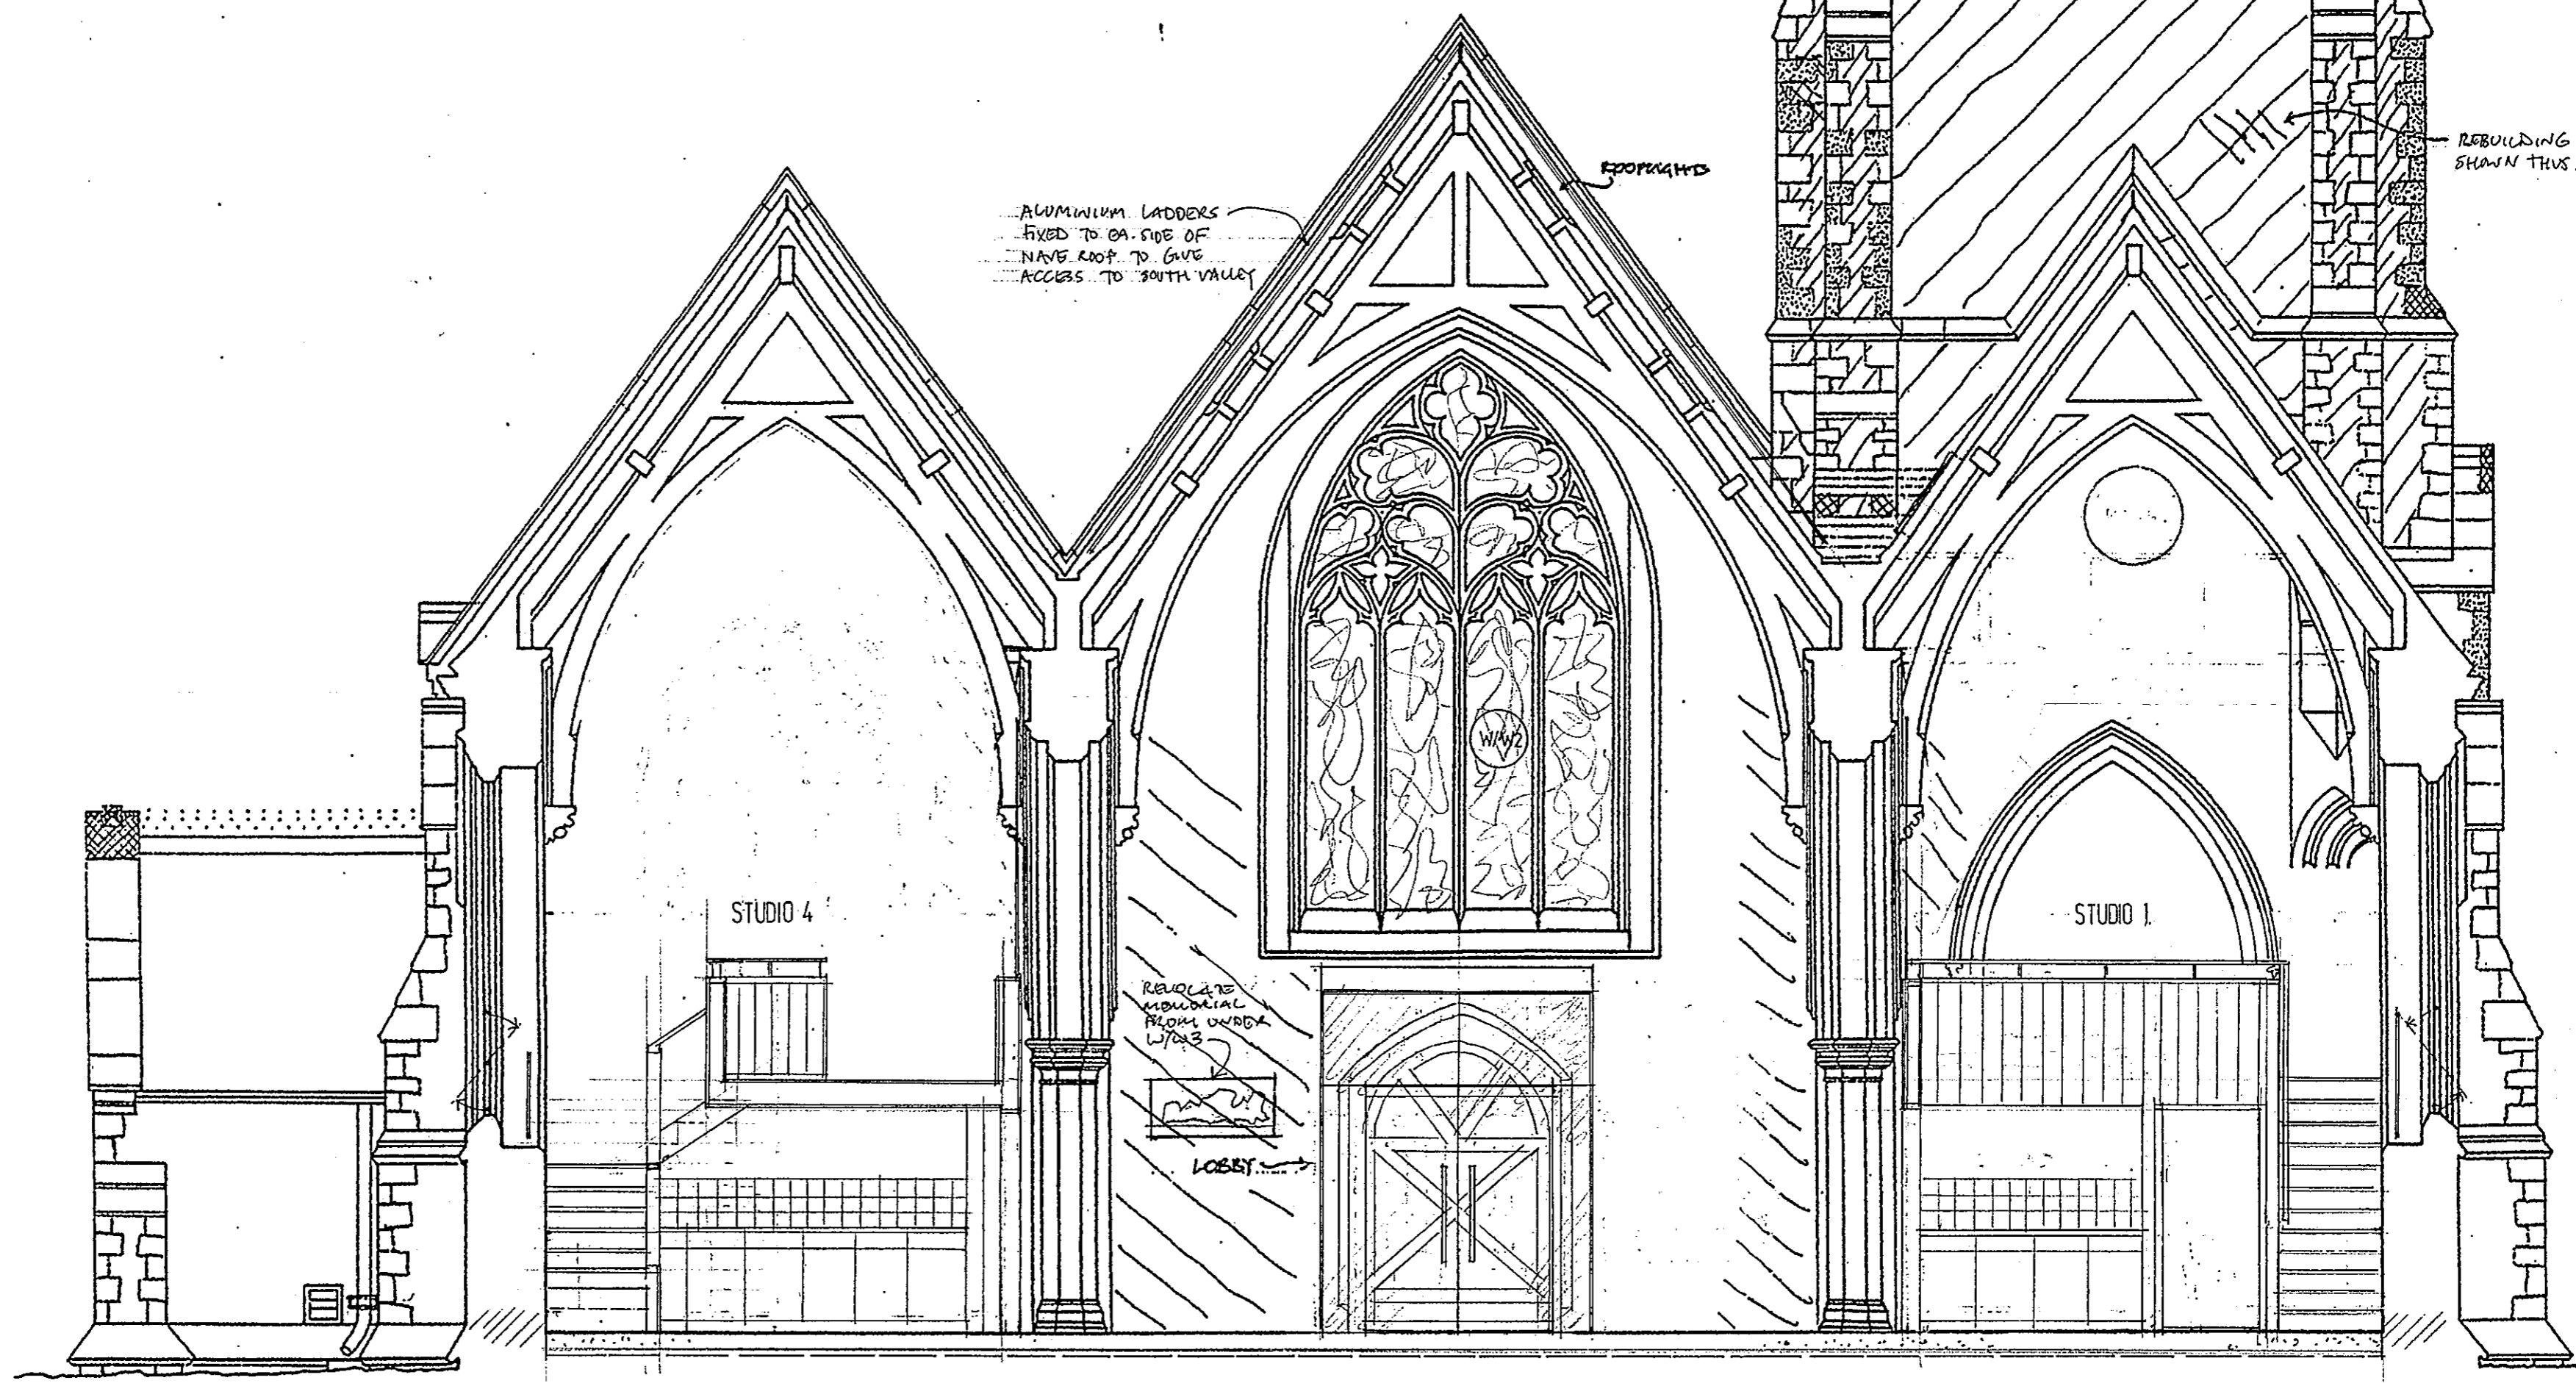 ALUMINIUM LADDERS
FIXED TO EA. SIDE OF
NAVE ROOF TO GIVE
ACCESS TO SOUTH VALLEY
ROOFLIGHTS
REBUILDING
SHOWN THUS.
W/W2
STUDIO 4
STUDIO 1.
RELOCATE
MEMORIAL
FROM UNDER
W/W3
LOBBY